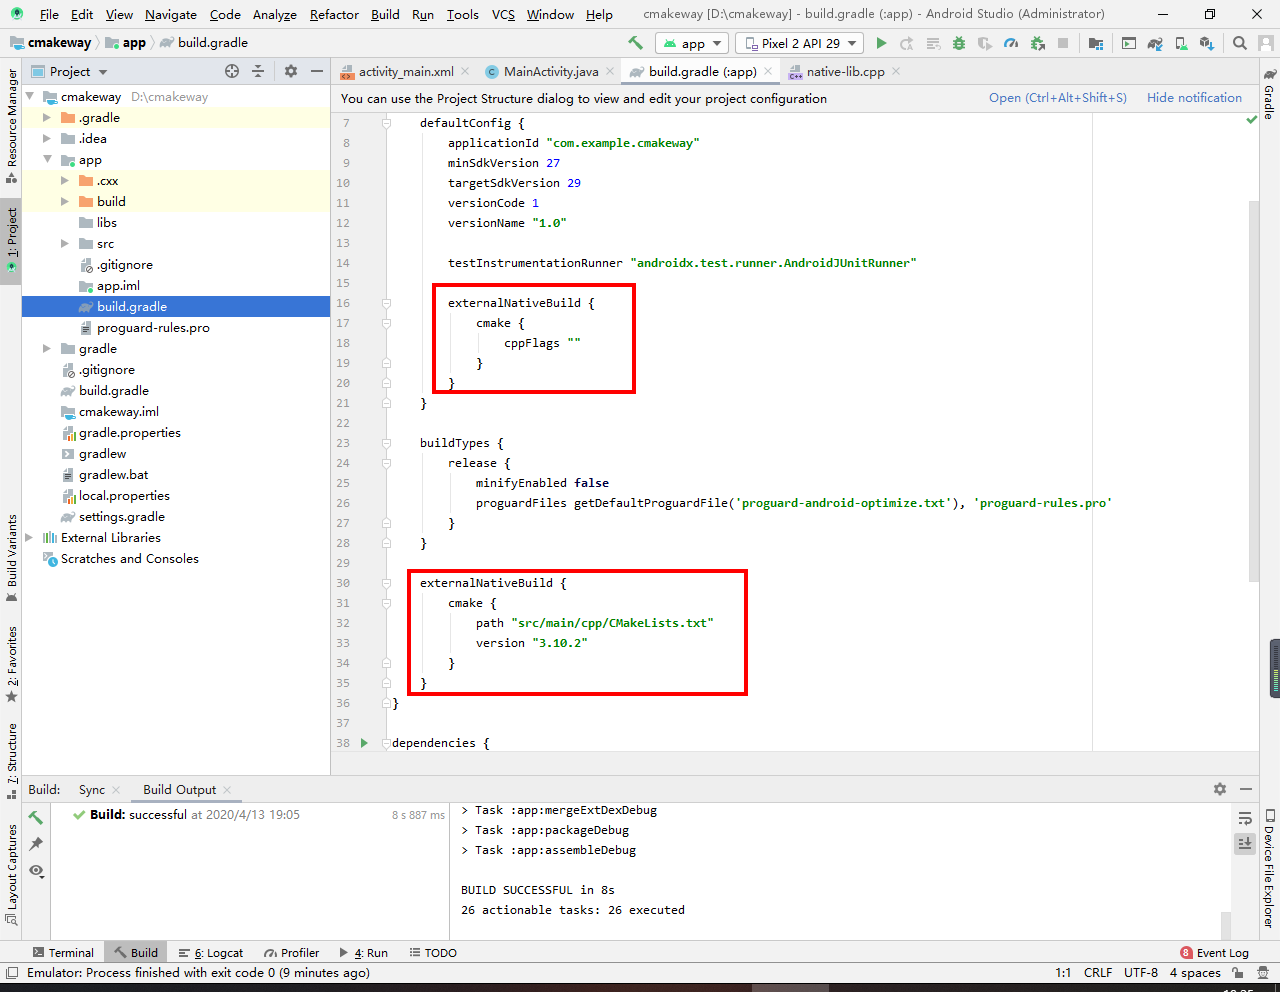 File Edit View Navigate Code Analyze Refactor Build Run Tools VCS Window Help cmakeway [D:\cmakeway] - build.gradle (:app) - Android Studio (Administrator)
cmakeway app build.gradle app Pixel 2 API 29
Project activity_main.xml MainActivity.java build.gradle (:app) native-lib.cpp
You can use the Project Structure dialog to view and edit your project configuration Open (Ctrl+Alt+Shift+S) Hide notification
Resource Manager
1: Project
Build Variants
2: Favorites
7: Structure
Layout Captures
cmakeway D:\cmakeway
.gradle
.idea
app
.cxx
build
libs
src
.gitignore
app.iml
build.gradle
proguard-rules.pro
gradle
.gitignore
build.gradle
cmakeway.iml
gradle.properties
gradlew
gradlew.bat
local.properties
settings.gradle
External Libraries
Scratches and Consoles
7 defaultConfig {
8 applicationId "com.example.cmakeway"
9 minSdkVersion 27
10 targetSdkVersion 29
11 versionCode 1
12 versionName "1.0"
13
14 testInstrumentationRunner "androidx.test.runner.AndroidJUnitRunner"
15
16 externalNativeBuild {
17 cmake {
18 cppFlags ""
19 }
20 }
21 }
22
23 buildTypes {
24 release {
25 minifyEnabled false
26 proguardFiles getDefaultProguardFile('proguard-android-optimize.txt'), 'proguard-rules.pro'
27 }
28 }
29
30 externalNativeBuild {
31 cmake {
32 path "src/main/cpp/CMakeLists.txt"
33 version "3.10.2"
34 }
35 }
36 }
37
38 dependencies {
Gradle
Device File Explorer
Build: Sync Build Output
Build: successful at 2020/4/13 19:05 8 s 887 ms
> Task :app:mergeExtDexDebug
> Task :app:packageDebug
> Task :app:assembleDebug
BUILD SUCCESSFUL in 8s
26 actionable tasks: 26 executed
Terminal Build 6: Logcat Profiler 4: Run TODO 8 Event Log
Emulator: Process finished with exit code 0 (9 minutes ago) 1:1 CRLF UTF-8 4 spaces